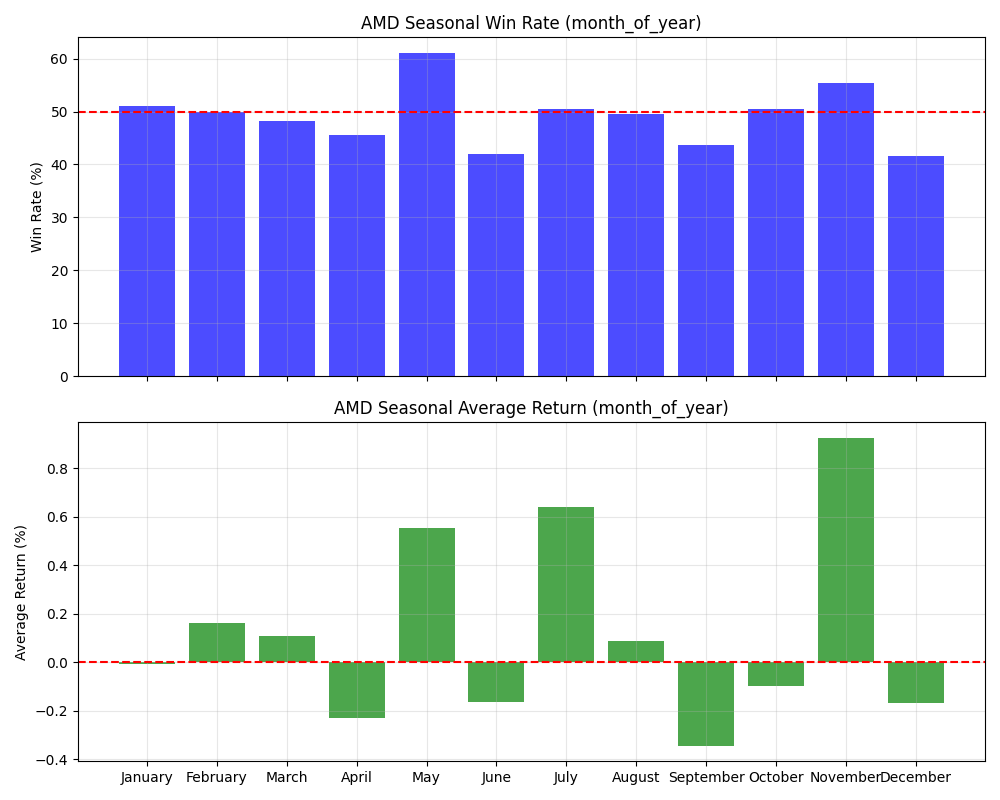 AMD Seasonal Win Rate (month_of_year)
60
50
40
30
20
10
0
Win Rate (%)
AMD Seasonal Average Return (month_of_year)
0.8
0.6
0.4
0.2
0.0
−0.2
−0.4
Average Return (%)
January February March April May June July August September October November December